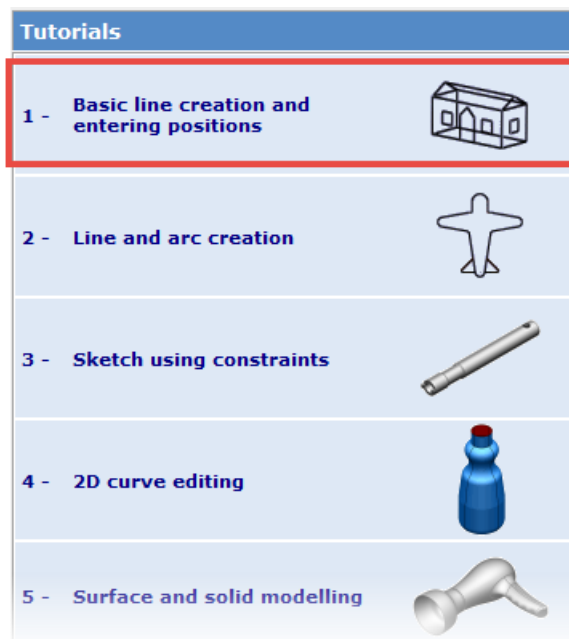 Tutorials
1 - Basic line creation and
entering positions
2 - Line and arc creation
3 - Sketch using constraints
4 - 2D curve editing
5 - Surface and solid modelling